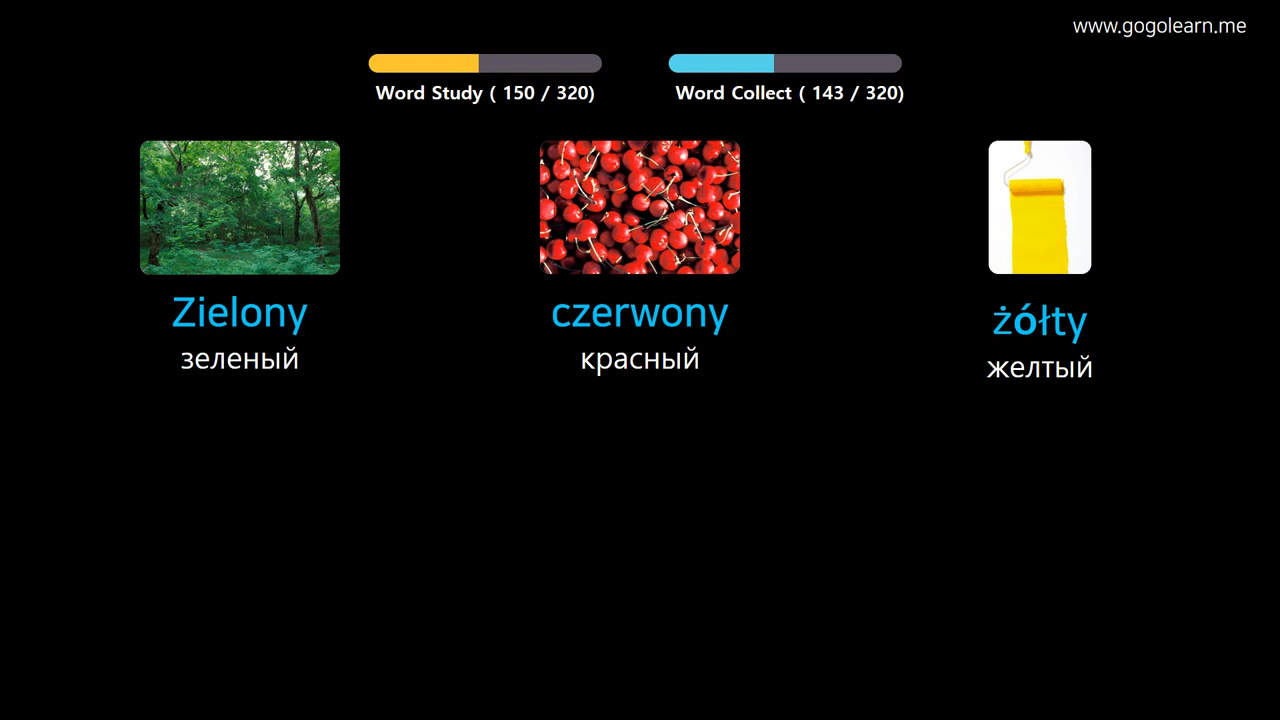 www.gogolearn.me
Word Study ( 150 / 320)
Word Collect ( 143 / 320)
Zielony
зеленый
czerwony
красный
żółty
желтый